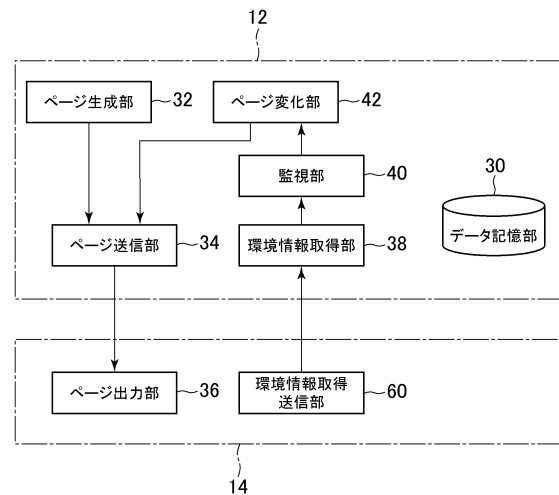 12
ページ生成部
32
ページ変化部
42
監視部
40
30
データ記憶部
ページ送信部
34
環境情報取得部
38
ページ出力部
36
環境情報取得
送信部
60
14